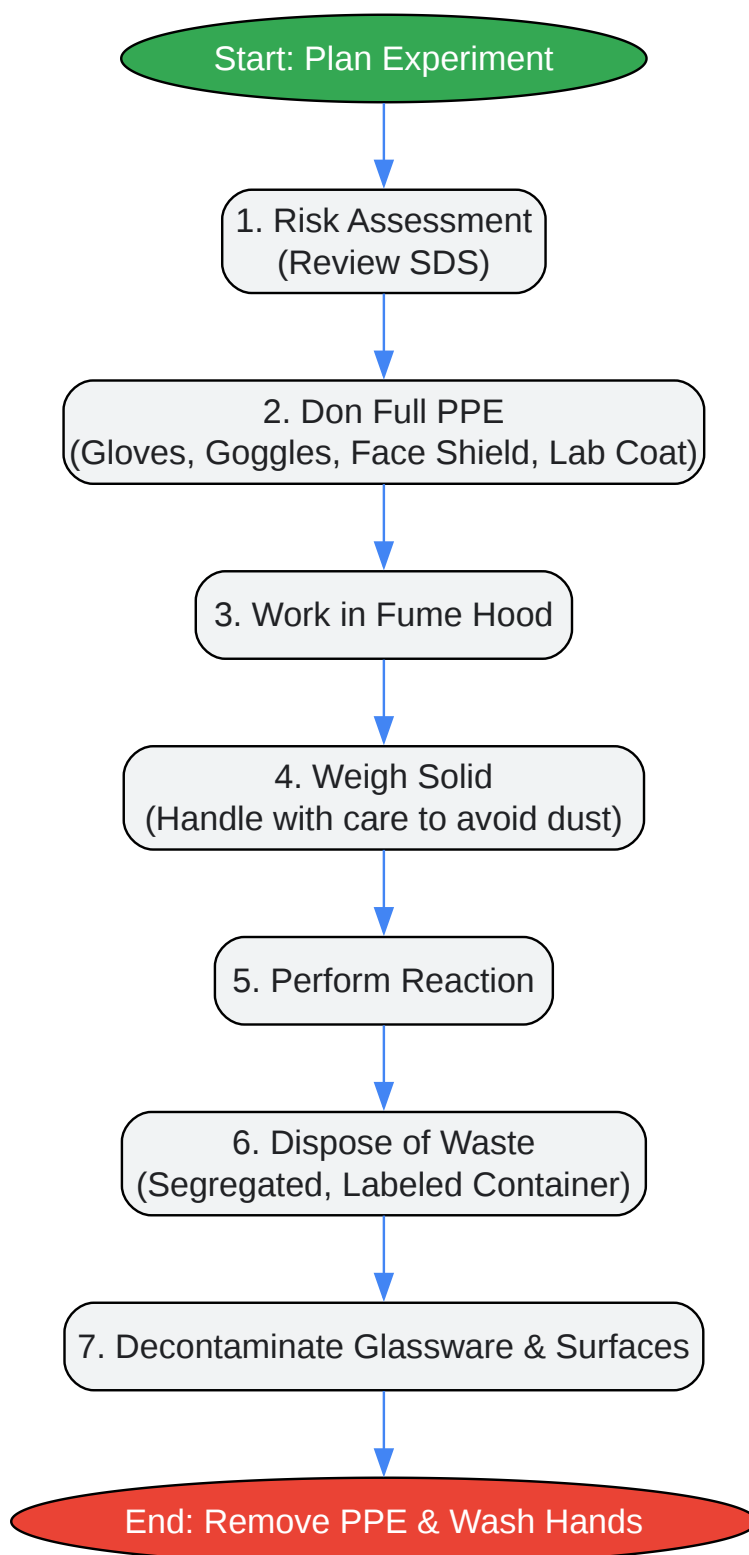 Start: Plan Experiment
1. Risk Assessment
(Review SDS)
2. Don Full PPE
(Gloves, Goggles, Face Shield, Lab Coat)
3. Work in Fume Hood
4. Weigh Solid
(Handle with care to avoid dust)
5. Perform Reaction
6. Dispose of Waste
(Segregated, Labeled Container)
7. Decontaminate Glassware & Surfaces
End: Remove PPE & Wash Hands